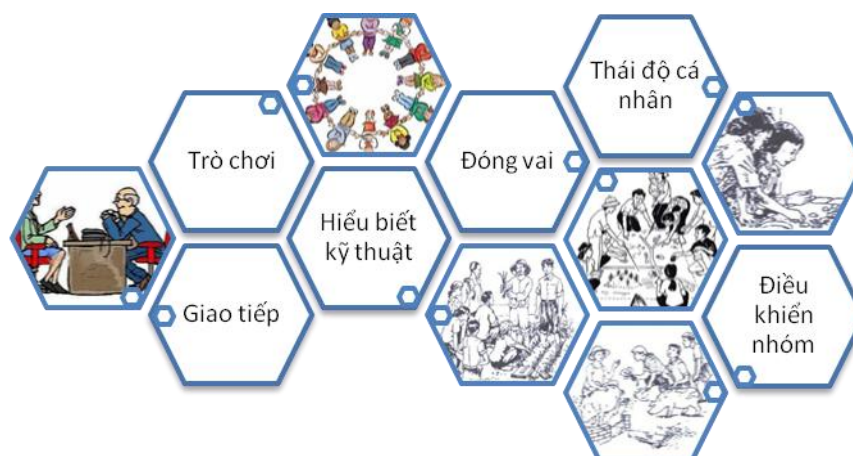 Trò chơi
Giao tiếp
Hiểu biết
kỹ thuật
Đóng vai
Thái độ cá
nhân
Điều
khiển
nhóm